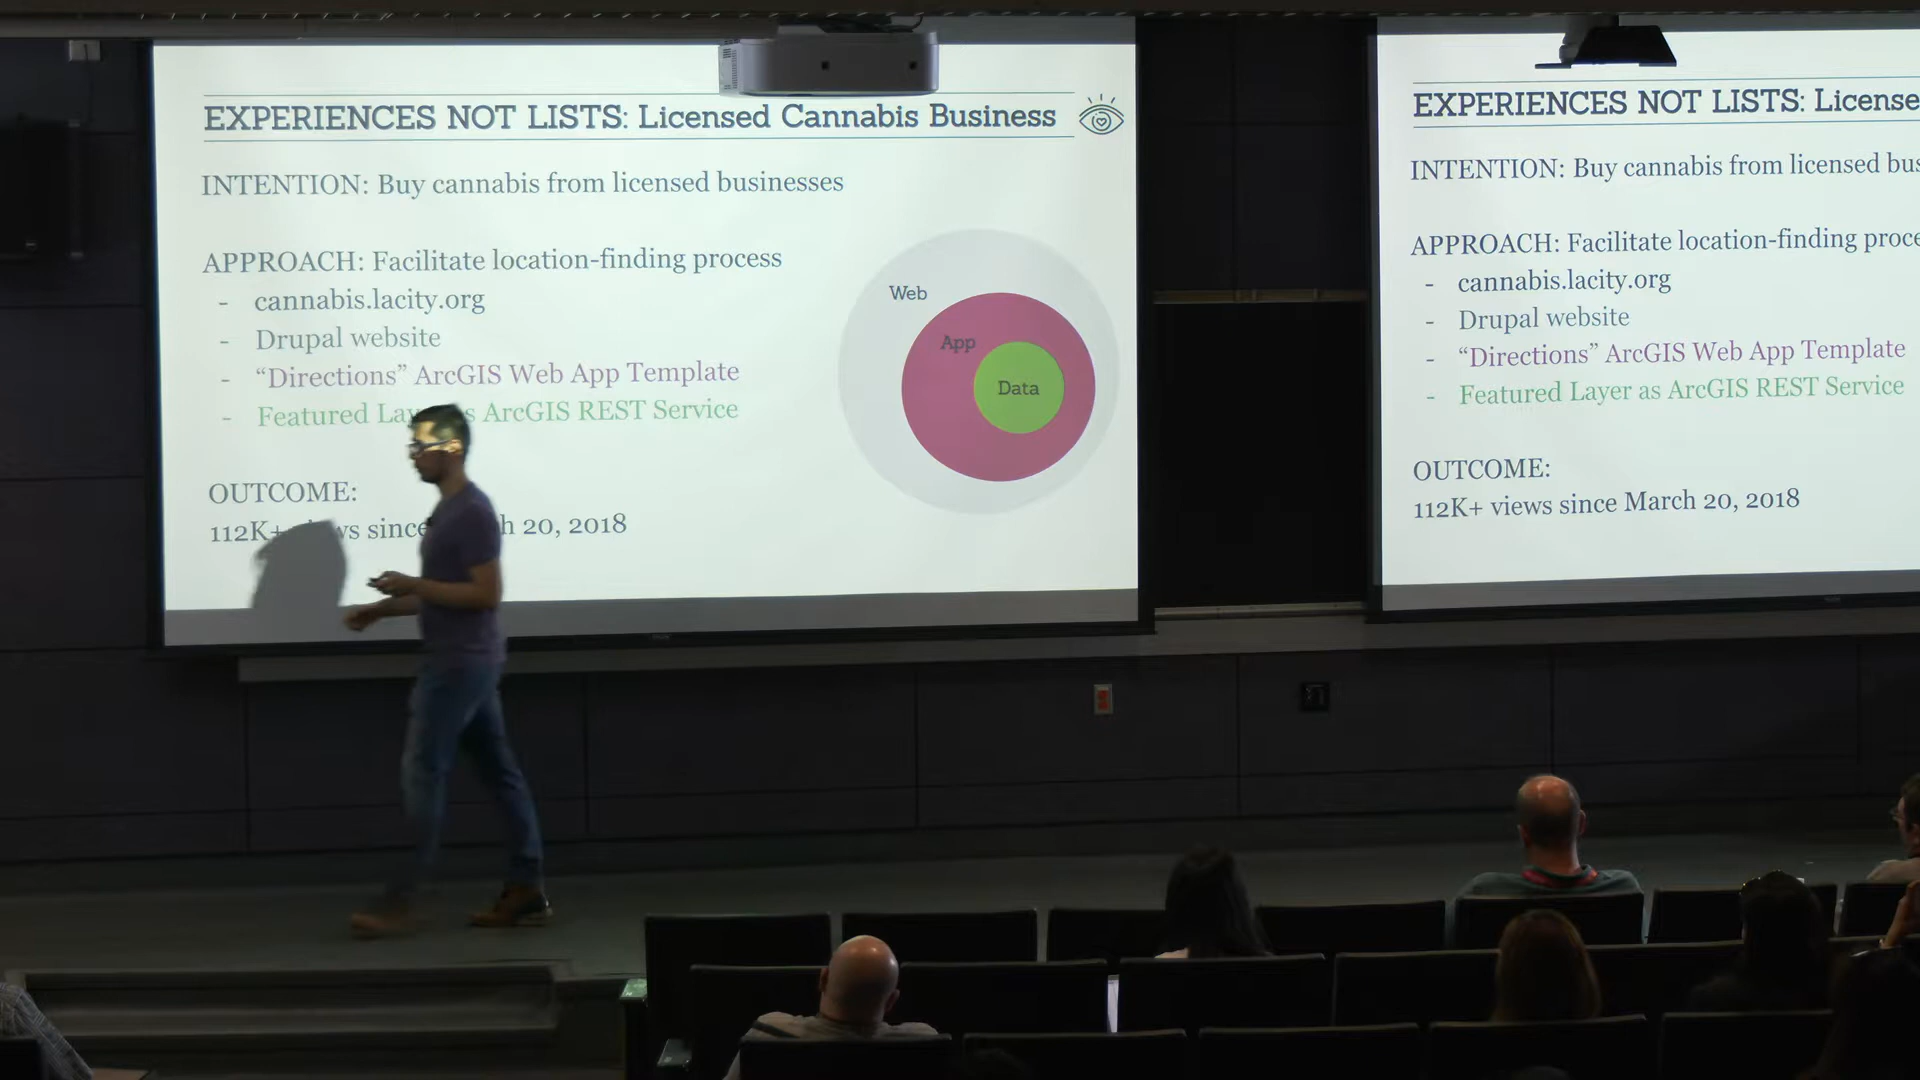 EXPERIENCES NOT LISTS: Licensed Cannabis Business
INTENTION: Buy cannabis from licensed businesses
APPROACH: Facilitate location-finding process
- cannabis.lacity.org
- Drupal website
- “Directions” ArcGIS Web App Template
- Featured Layer as ArcGIS REST Service
OUTCOME:
112K+ views since March 20, 2018
Web
App
Data
EXPERIENCES NOT LISTS: License
INTENTION: Buy cannabis from licensed bus
APPROACH: Facilitate location-finding proce
- cannabis.lacity.org
- Drupal website
- “Directions” ArcGIS Web App Template
- Featured Layer as ArcGIS REST Service
OUTCOME:
112K+ views since March 20, 2018